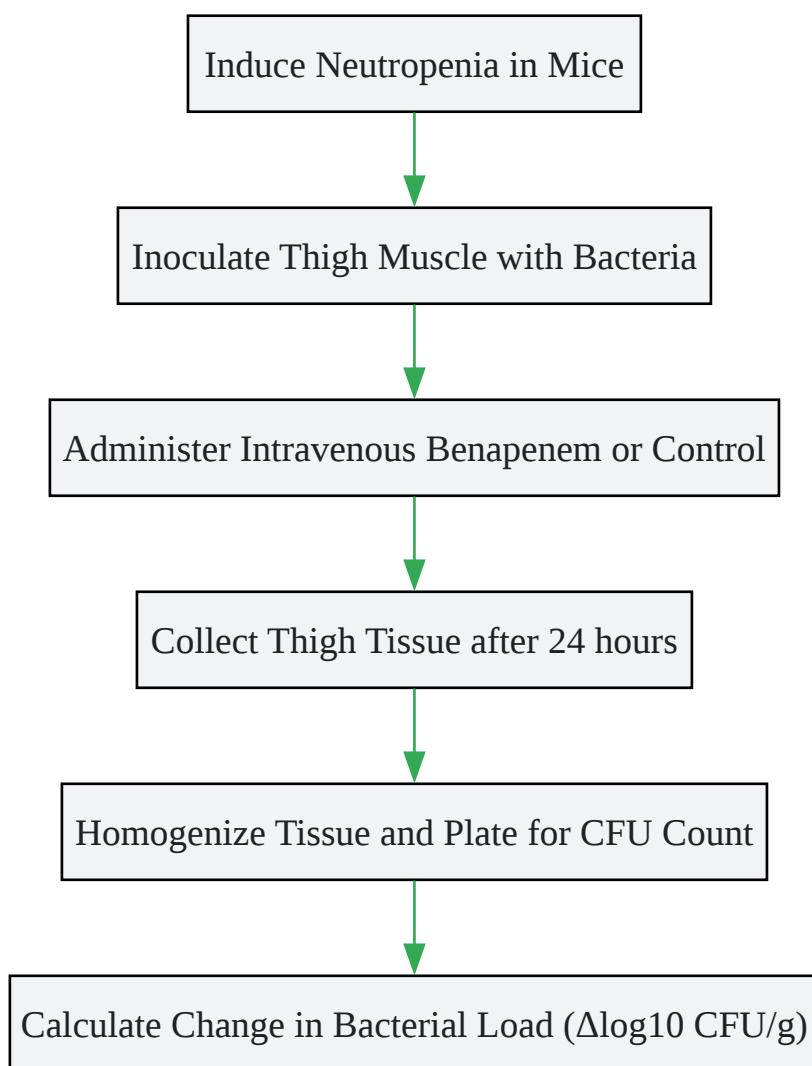 Induce Neutropenia in Mice
Inoculate Thigh Muscle with Bacteria
Administer Intravenous Benapenem or Control
Collect Thigh Tissue after 24 hours
Homogenize Tissue and Plate for CFU Count
Calculate Change in Bacterial Load (Δlog10 CFU/g)